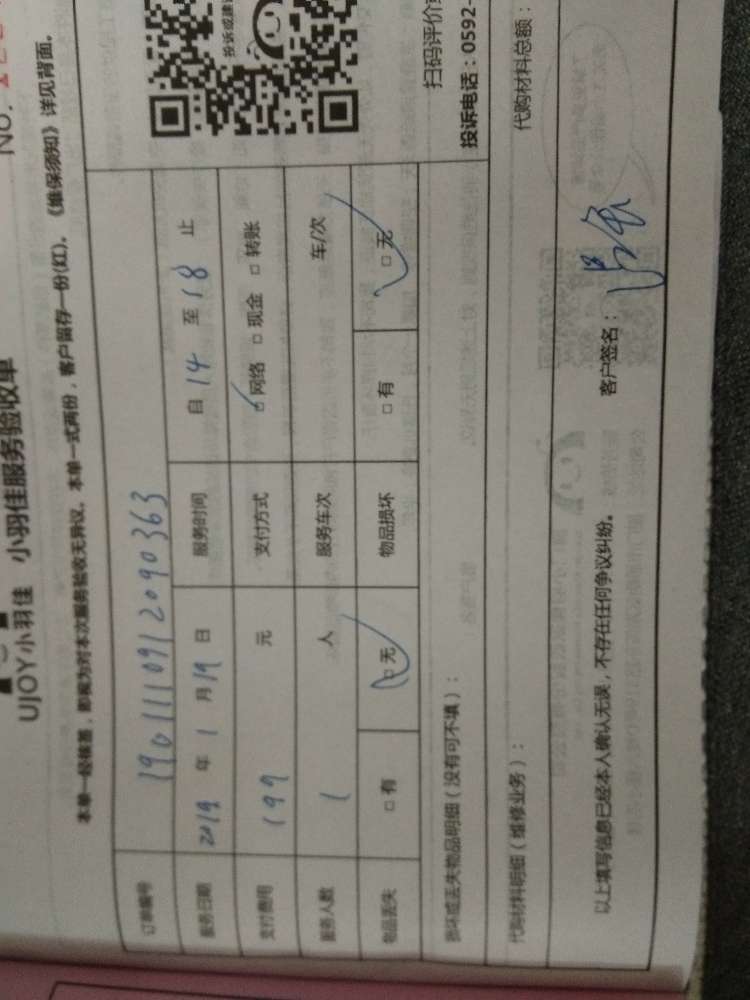 NO.
UJOY小羽佳 小羽佳服务验收单
本单一经签署，即视为对本次服务验收无异议。本单一式两份，客户留存一份(红)。《维保须知》详见背面。
订单编号 190111109112090363
服务日期 2019 年 1 月 19 日 服务时间 自 14 至 18 止
支付费用 199 元 支付方式 ☑网络 □现金 □转账
服务人数 1 人 服务车次 车/次
物品丢失 □有 ☑无 物品损坏 □有 ☑无
损坏或丢失物品明细（没有可不填）：
代购材料明细（维修业务）： 代购材料总额：
以上填写信息已经本人确认无误，不存在任何争议纠纷。 客户签名：
投诉或建议
扫码评价
投诉电话：0592-